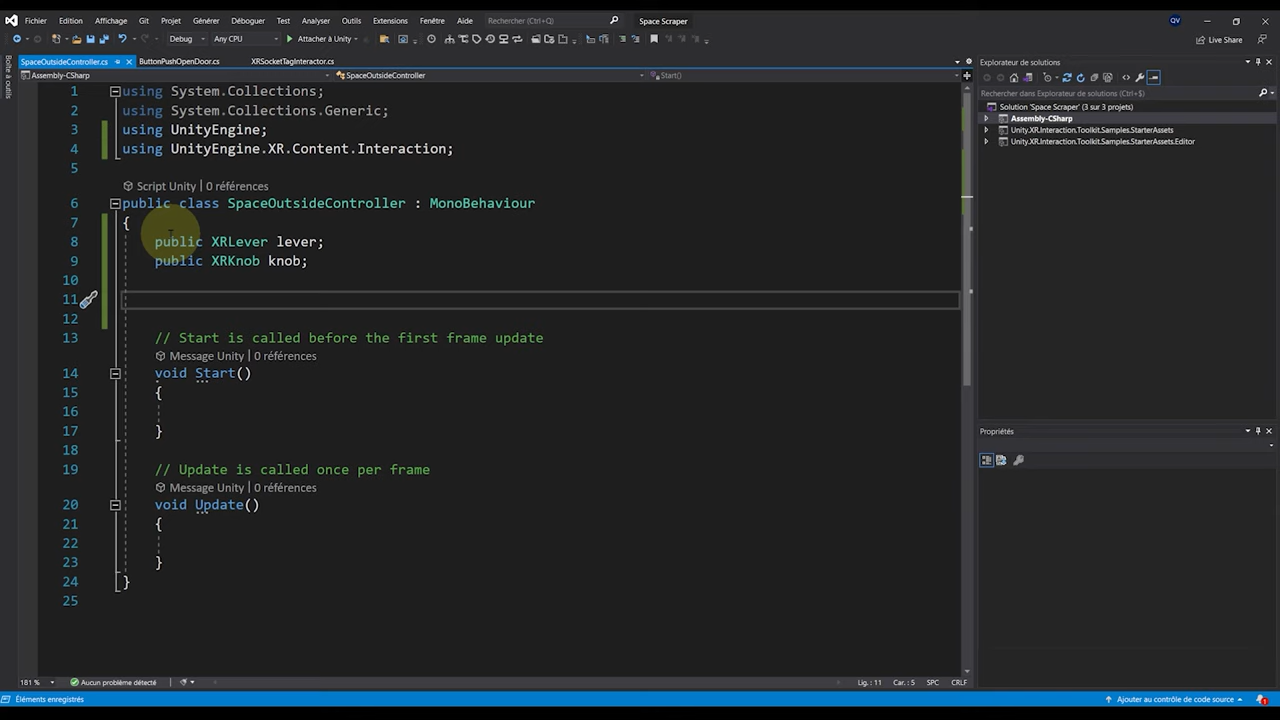 Fichier Edition Affichage Git Projet Générer Déboguer Test Analyser Outils Extensions Fenêtre Aide Rechercher (Ctrl+Q) Space Scraper QV
Debug Any CPU Attacher à Unity Live Share
Boîte à outils
SpaceOutsideController.cs ButtonPushOpenDoor.cs XRSocketTagInteractor.cs
Assembly-CSharp SpaceOutsideController Start()
1 using System.Collections;
2 using System.Collections.Generic;
3 using UnityEngine;
4 using UnityEngine.XR.Content.Interaction;
5
Script Unity | 0 références
6 public class SpaceOutsideController : MonoBehaviour
7 {
8 public XRLever lever;
9 public XRKnob knob;
10
11
12
13 // Start is called before the first frame update
Message Unity | 0 références
14 void Start()
15 {
16
17 }
18
19 // Update is called once per frame
Message Unity | 0 références
20 void Update()
21 {
22
23 }
24 }
25
181 % Aucun problème détecté Lig. : 11 Car. : 5 SPC CRLF
Explorateur de solutions
Rechercher dans Explorateur de solutions (Ctrl+$)
Solution 'Space Scraper' (3 sur 3 projets)
Assembly-CSharp
Unity.XR.Interaction.Toolkit.Samples.StarterAssets
Unity.XR.Interaction.Toolkit.Samples.StarterAssets.Editor
Propriétés
Éléments enregistrés Ajouter au contrôle de code source 1